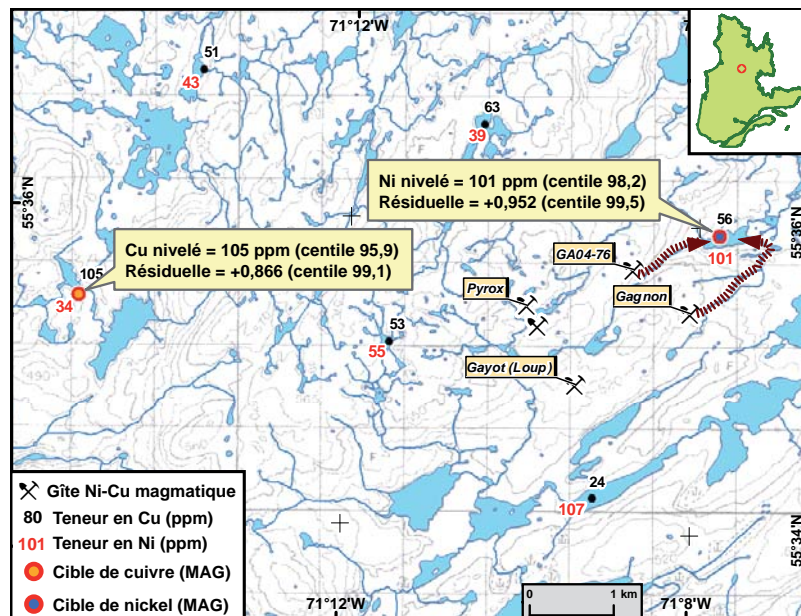 71°12'W
51
43
63
39
55°36'N
Ni nivelé = 101 ppm (centile 98,2)
Résiduelle = +0,952 (centile 99,5)
56
101
55°36'N
Cu nivelé = 105 ppm (centile 95,9)
Résiduelle = +0,866 (centile 99,1)
105
34
GA04-76
Pyrox
Gagnon
53
55
Gayot (Loup)
24
107
55°34'N
Gîte Ni-Cu magmatique
80 Teneur en Cu (ppm)
101 Teneur en Ni (ppm)
Cible de cuivre (MAG)
Cible de nickel (MAG)
0 1 km
71°12'W
71°8'W